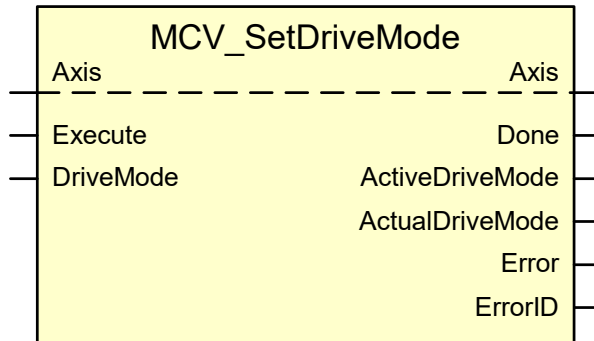 MCV_SetDriveMode
Axis Axis
Execute Done
DriveMode ActiveDriveMode
ActualDriveMode
Error
ErrorID